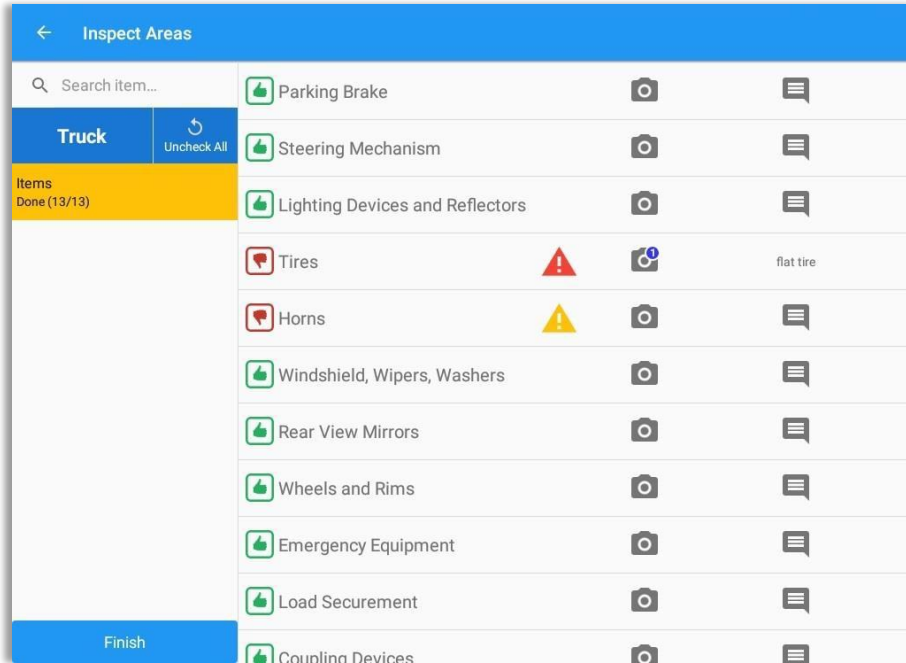 Inspect Areas
Search item...
Truck
Uncheck All
Items
Done (13/13)
Finish
Parking Brake
Steering Mechanism
Lighting Devices and Reflectors
Tires
1
flat tire
Horns
Windshield, Wipers, Washers
Rear View Mirrors
Wheels and Rims
Emergency Equipment
Load Securement
Coupling Devices